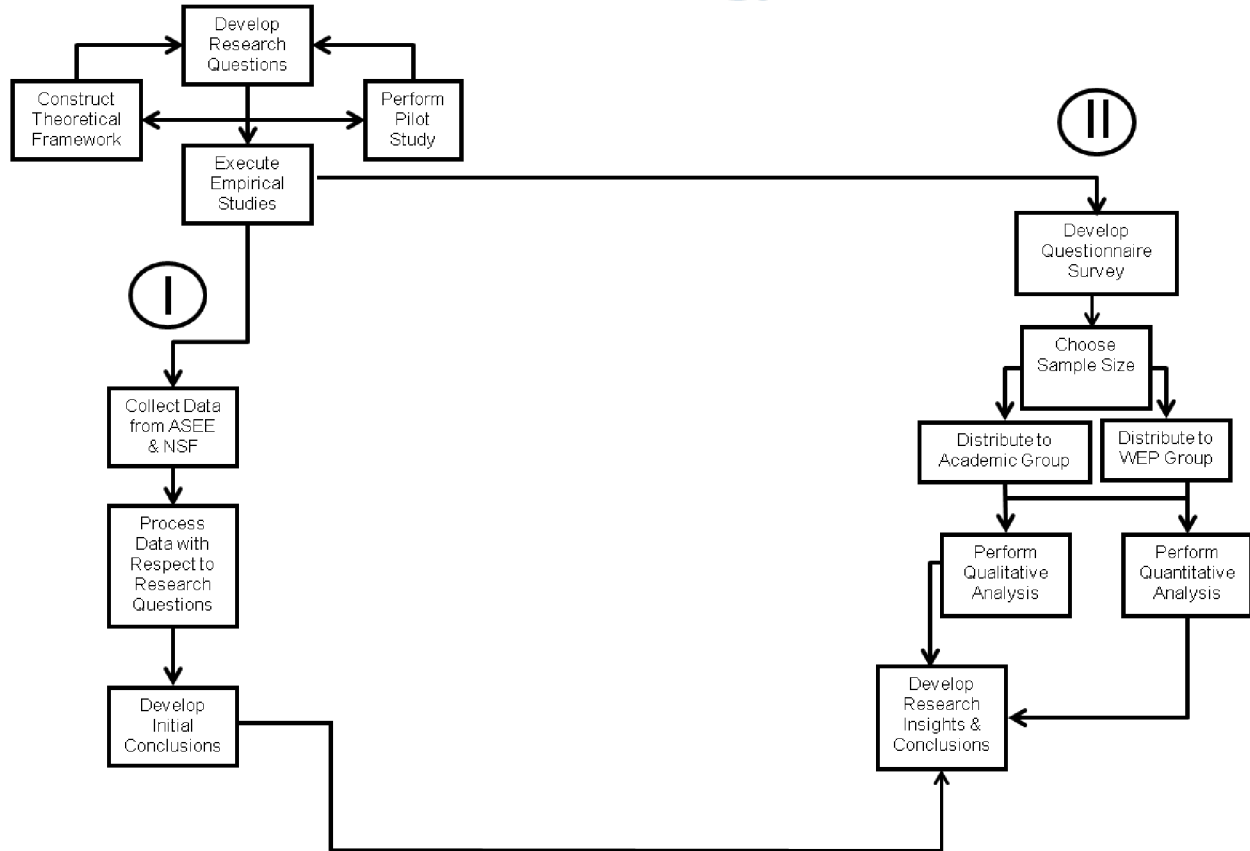 Develop
Research
Questions
Construct
Theoretical
Framework
Perform
Pilot
Study
Execute
Empirical
Studies
II
Develop
Questionnaire
Survey
I
Choose
Sample Size
Collect Data
from ASEE
& NSF
Distribute to
Academic Group
Distribute to
WEP Group
Process
Data with
Respect to
Research
Questions
Perform
Qualitative
Analysis
Perform
Quantitative
Analysis
Develop
Initial
Conclusions
Develop
Research
Insights &
Conclusions